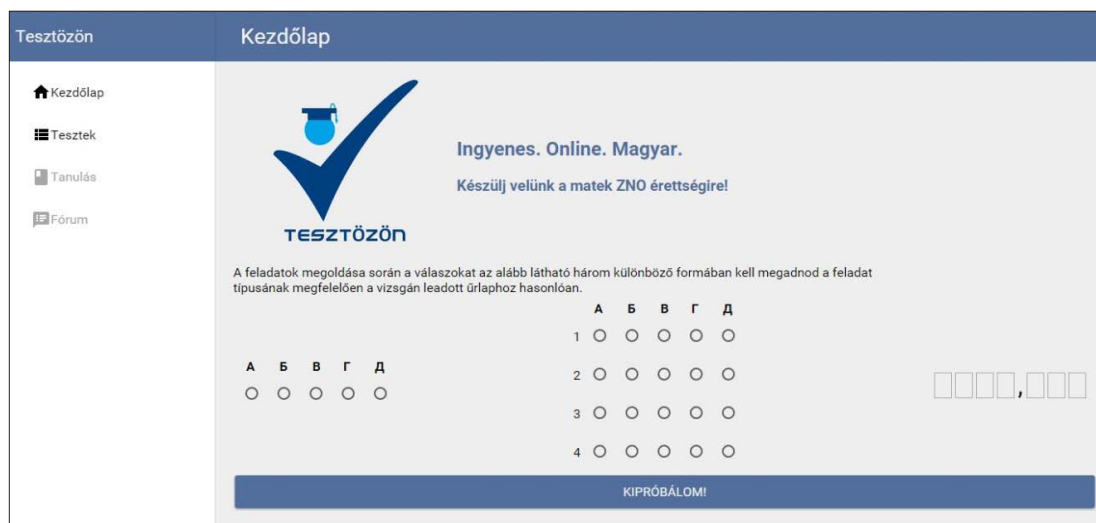 Tesztözön
Kezdőlap
Kezdőlap
Tesztek
Tanulás
Fórum
TESZTÖZÖN
Ingyenes. Online. Magyar.
Készülj velünk a matek ZNO érettségire!
A feladatok megoldása során a válaszokat az alább látható három különböző formában kell megadnod a feladat
típusának megfelelően a vizsgán leadott űrlaphoz hasonlóan.
А Б В Г Д
А Б В Г Д
1
2
3
4
,
KIPRÓBÁLOM!